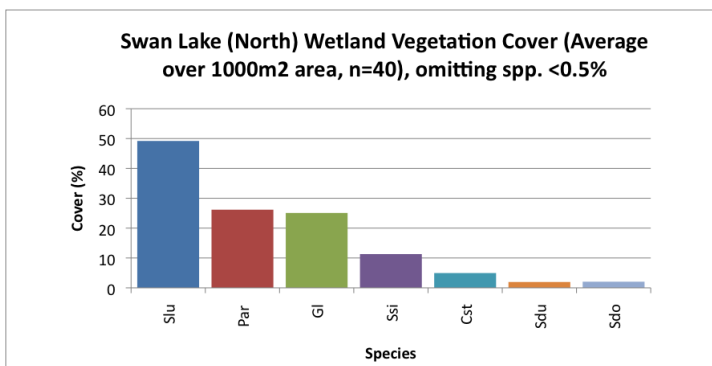 Swan Lake (North) Wetland Vegetation Cover (Average
over 1000m2 area, n=40), omitting spp. <0.5%
60
50
40
30
20
10
0
Cover (%)
Slu
Par
Gl
Ssi
Cst
Sdu
Sdo
Species